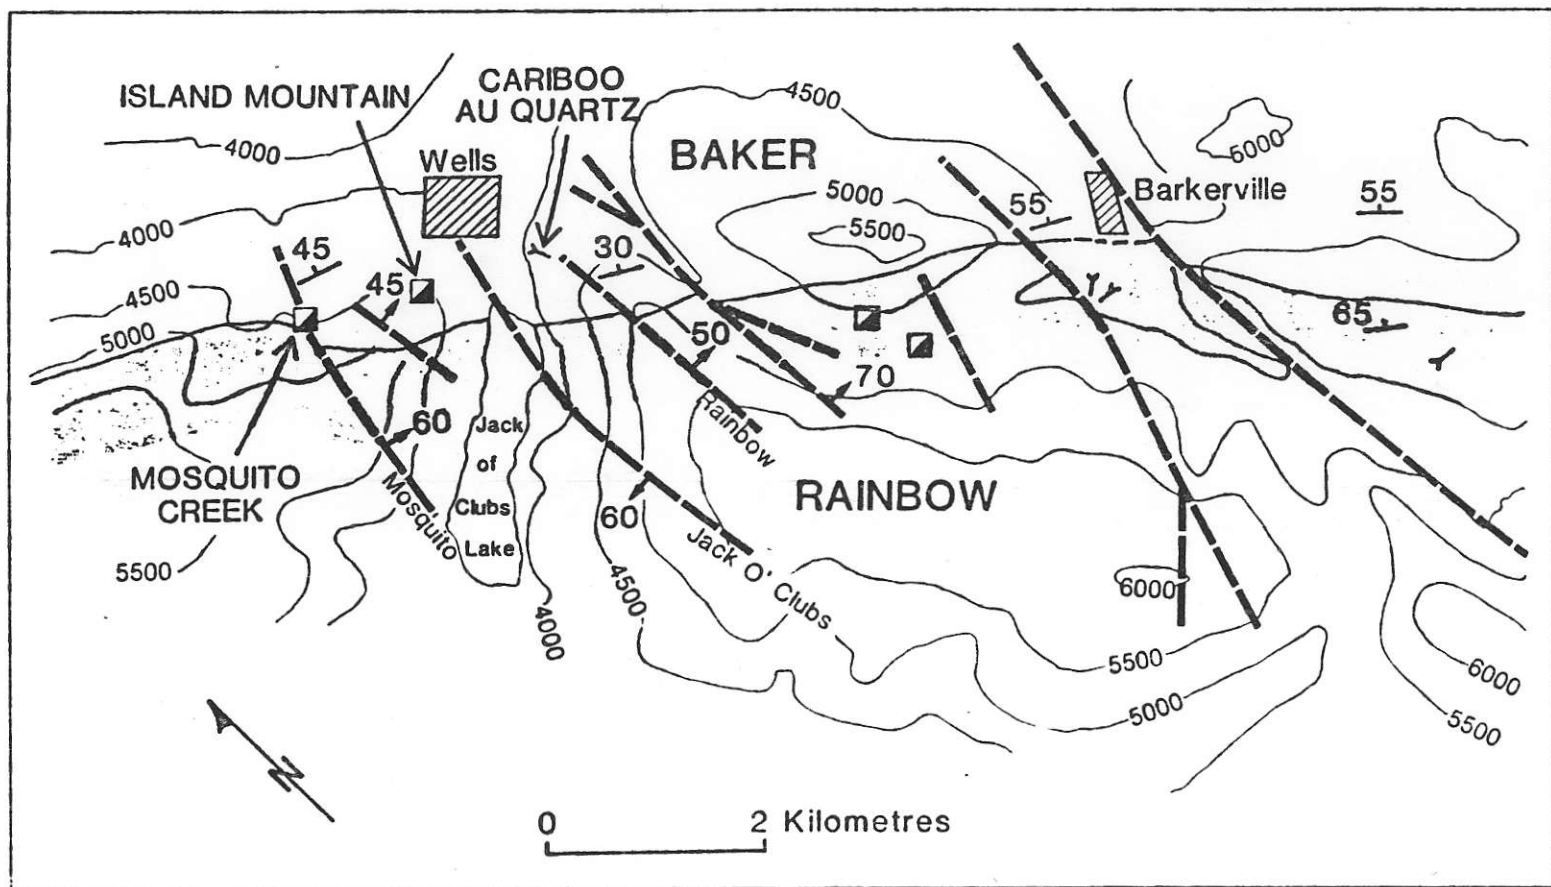 CARIBOO
AU QUARTZ
ISLAND MOUNTAIN
4500
4000
Wells
BAKER
6000
5000
Barkerville
55
55
4000
45
30
5500
45
4500
5000
65
50
70
60
Rainbow
Jack
of
Clubs
Lake
MOSQUITO
CREEK
Mosquito
RAINBOW
60
Jack O' Clubs
5500
4500
4000
6000
5500
5000
6000
5500
N
0 2 Kilometres